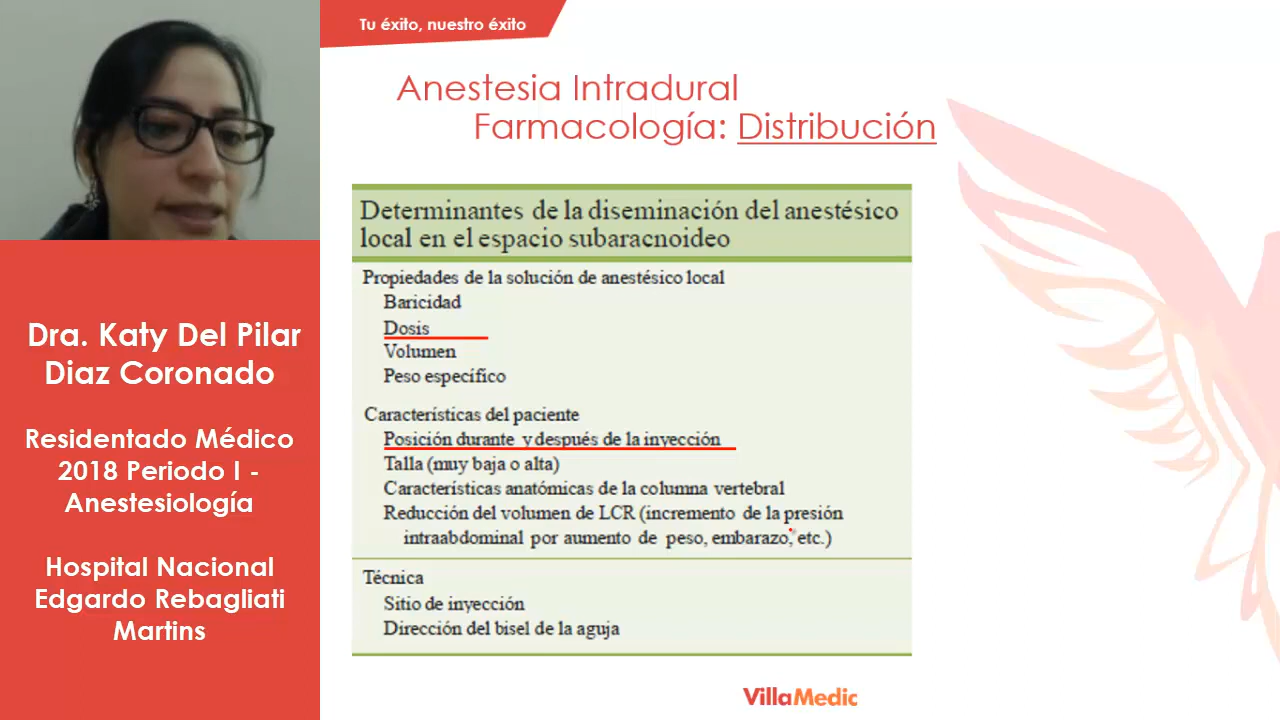 Tu éxito, nuestro éxito
Anestesia Intradural
Farmacología: Distribución
Determinantes de la diseminación del anestésico
local en el espacio subaracnoideo
Propiedades de la solución de anestésico local
Baricidad
Dosis
Volumen
Peso específico
Características del paciente
Posición durante y después de la inyección
Talla (muy baja o alta)
Características anatómicas de la columna vertebral
Reducción del volumen de LCR (incremento de la presión
intraabdominal por aumento de peso, embarazo, etc.)
Técnica
Sitio de inyección
Dirección del bisel de la aguja
Dra. Katy Del Pilar
Diaz Coronado
Residentado Médico
2018 Periodo I -
Anestesiología
Hospital Nacional
Edgardo Rebagliati
Martins
VillaMedic